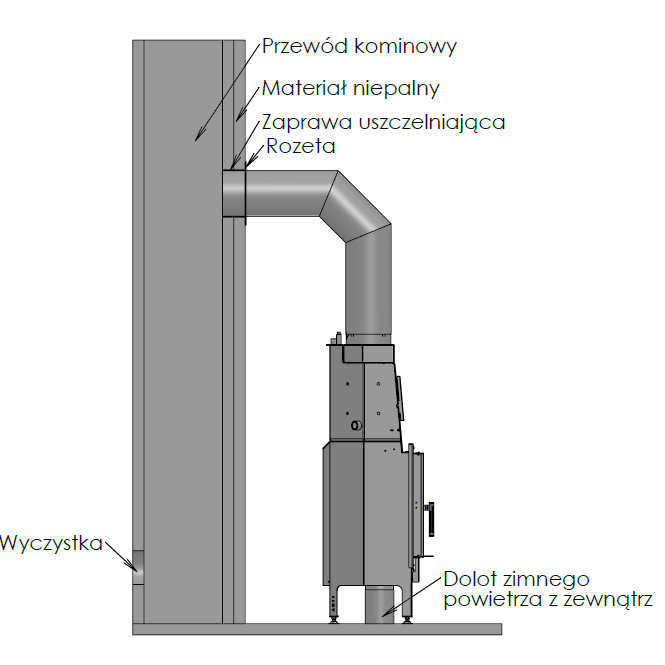 Przewód kominowy
Materiał niepalny
Zaprawa uszczelniająca
Rozeta
Wyczystka
Dolot zimnego
powietrza z zewnątrz